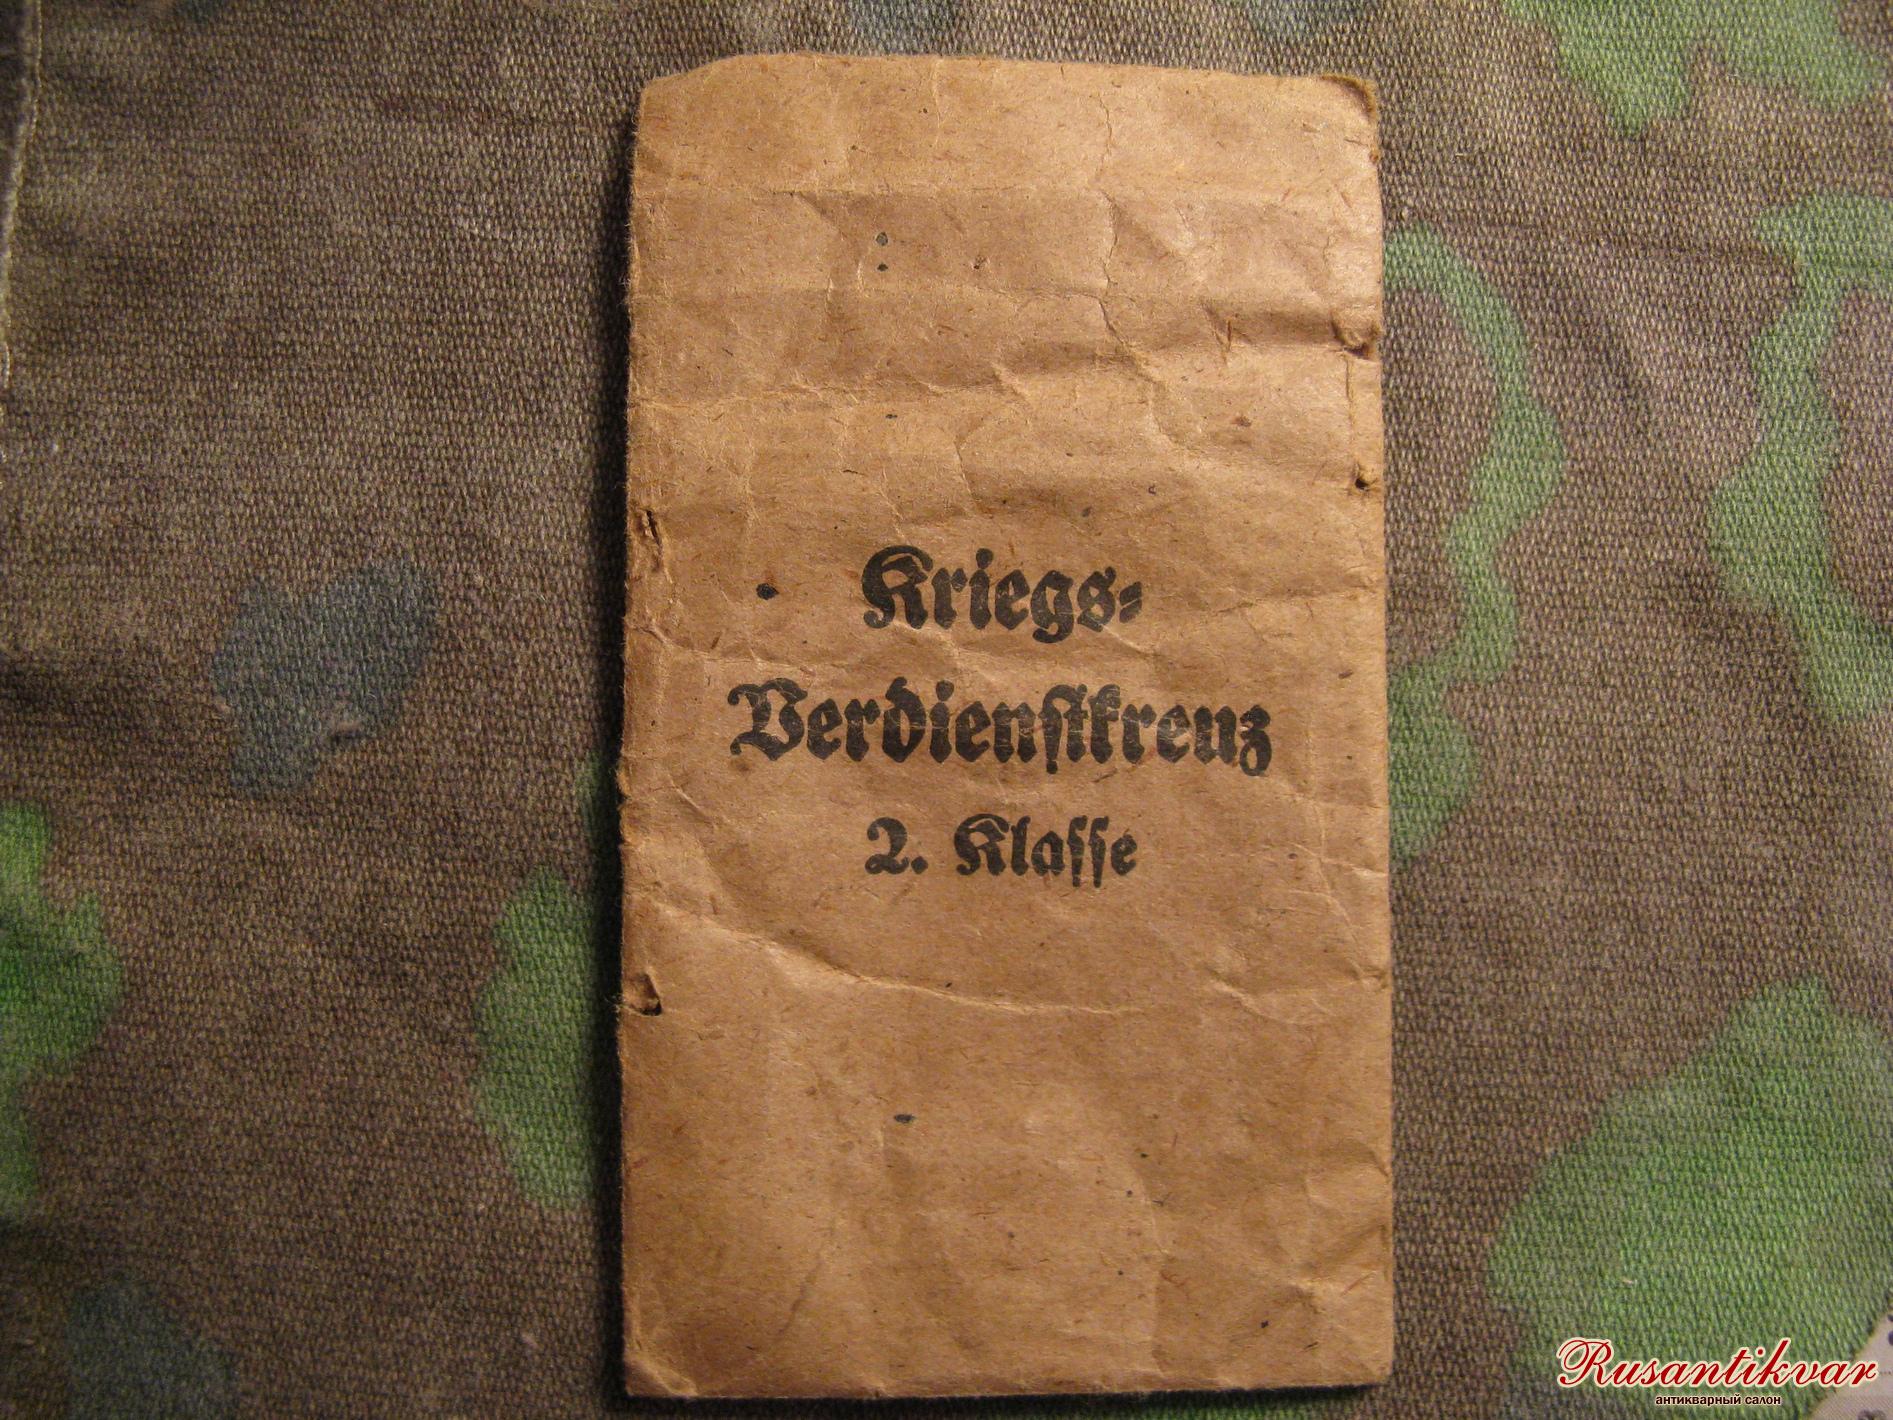 Kriegs-
Verdienstkreuz
2. Klasse
Rusantikvar
антикварный салон